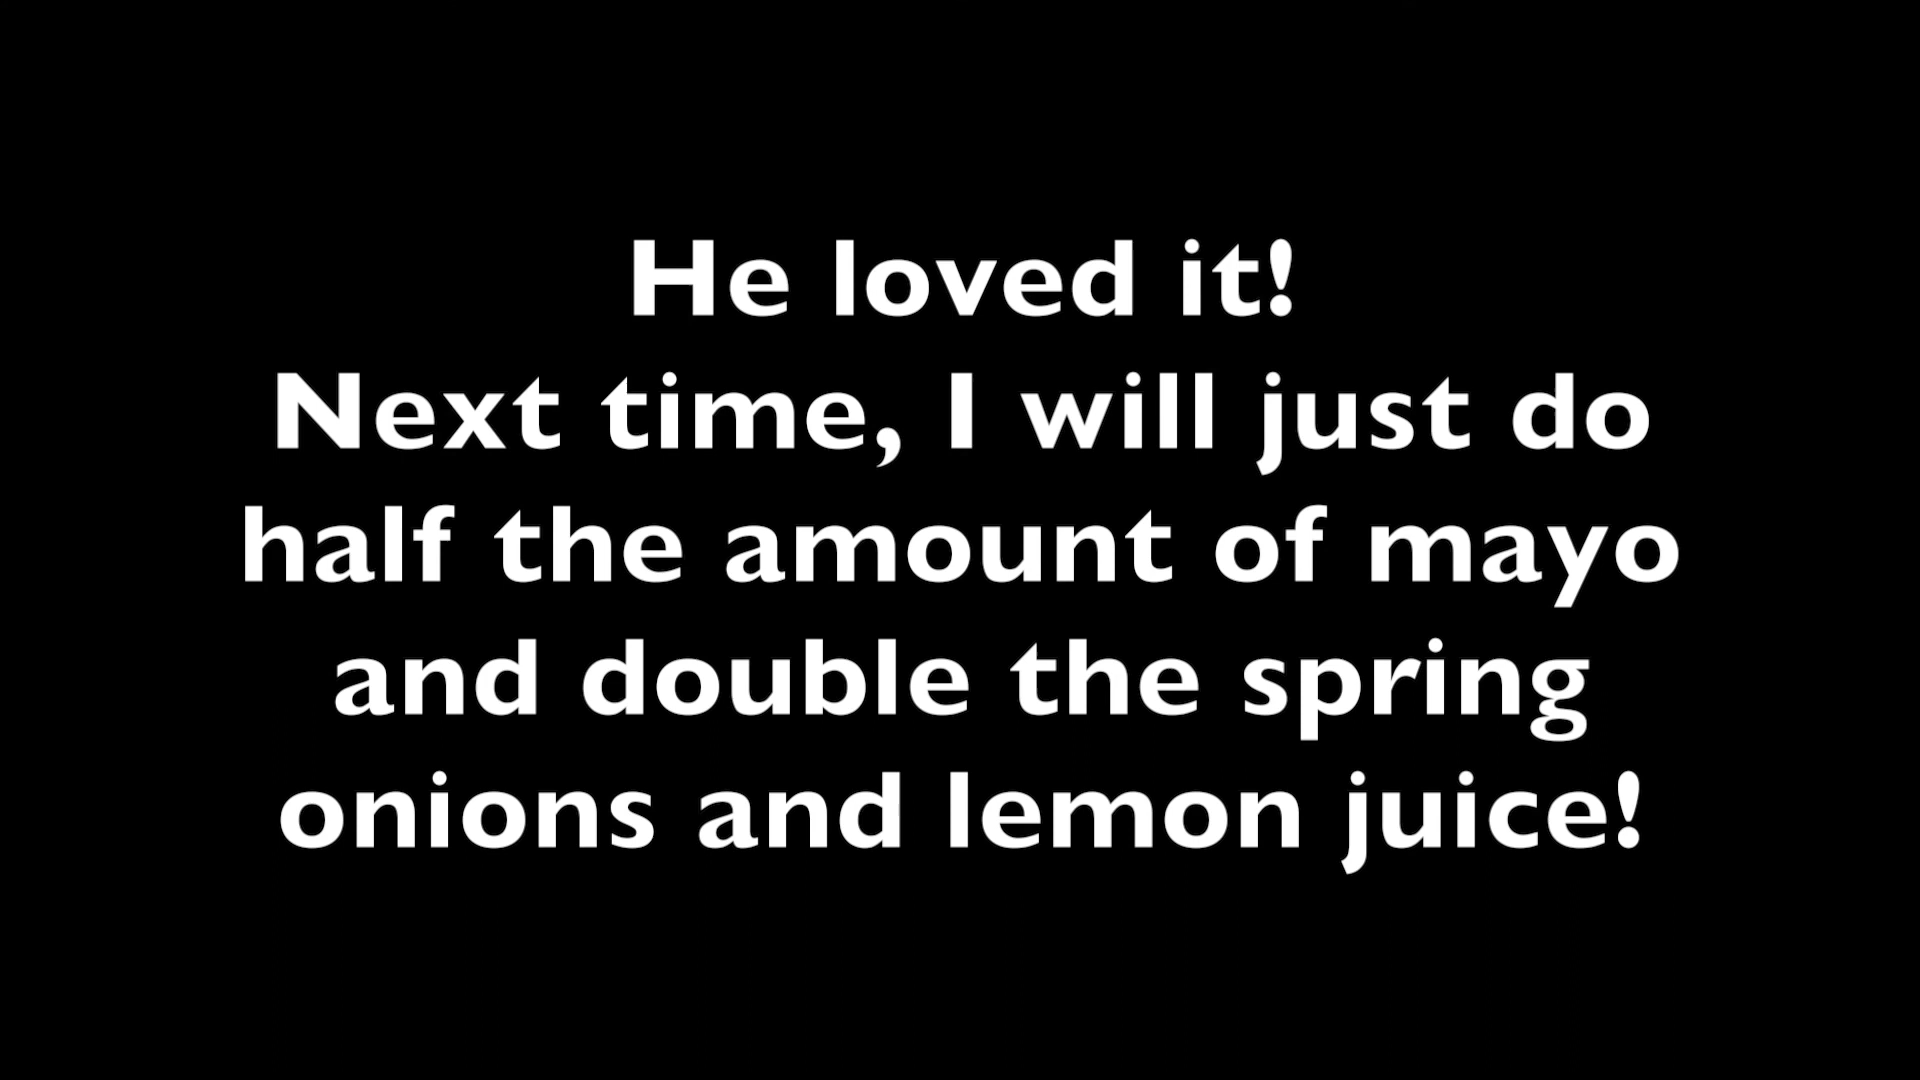 He loved it!
Next time, I will just do
half the amount of mayo
and double the spring
onions and lemon juice!